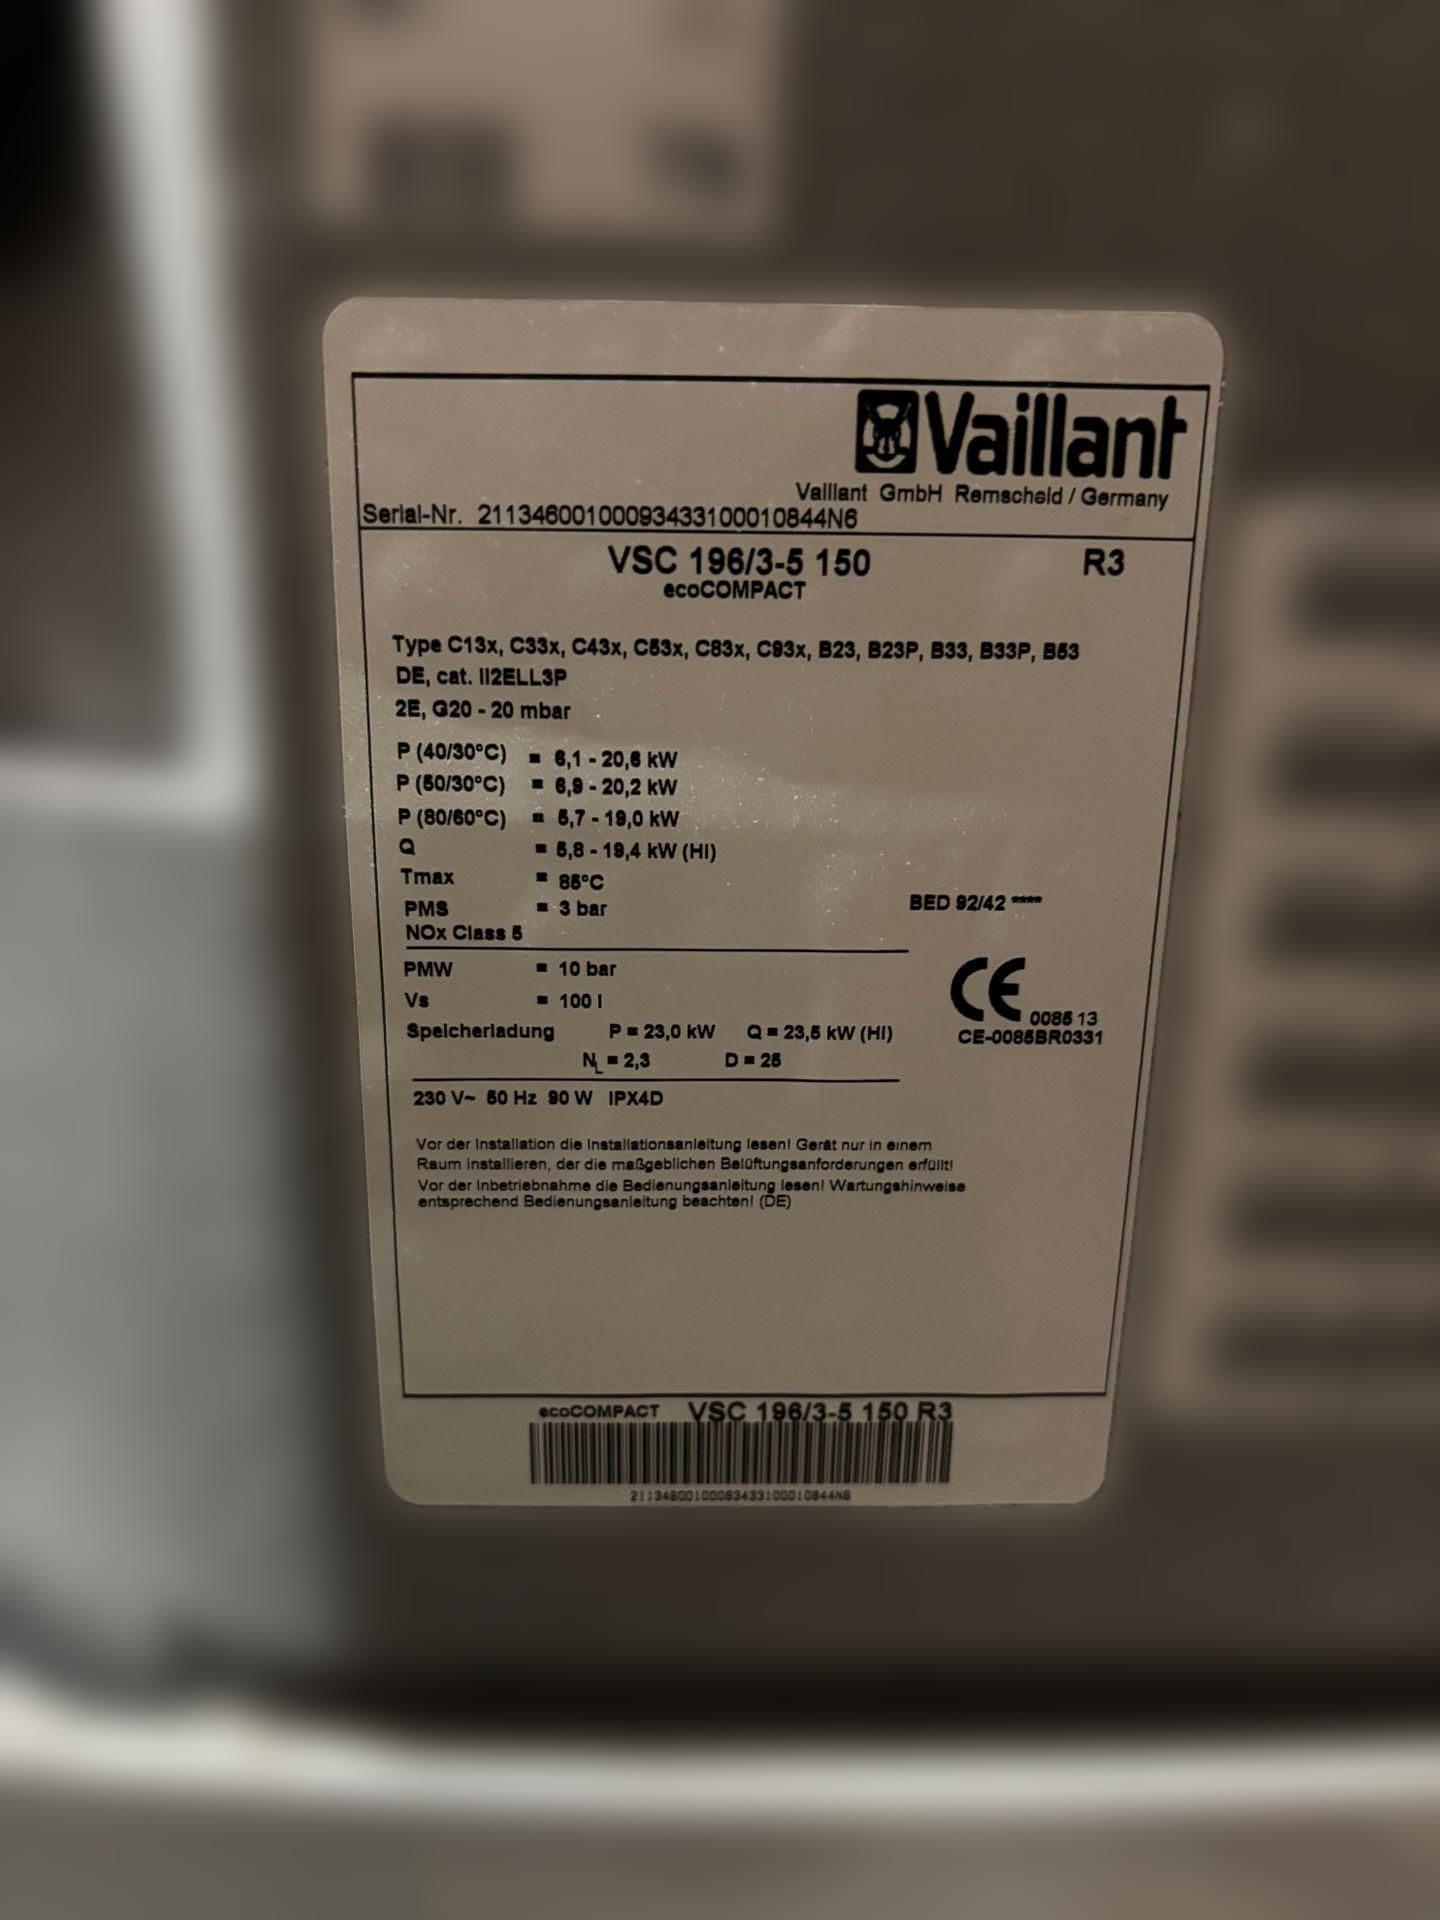 Vaillant
Vaillant GmbH Remscheid / Germany
Serial-Nr. 2113460010009343310001084​4N6
VSC 196/3-5 150 R3
ecoCOMPACT
Type C13x, C33x, C43x, C53x, C83x, C93x, B23, B23P, B33, B33P, B53
DE, cat. II2ELL3P
2E, G20 - 20 mbar
P (40/30°C) = 6,1 - 20,6 kW
P (50/30°C) = 6,9 - 20,2 kW
P (80/60°C) = 5,7 - 19,0 kW
Q = 5,8 - 19,4 kW (Hi)
Tmax = 85°C
PMS = 3 bar
BED 92/42 ****
NOx Class 5
PMW = 10 bar
Vs = 100 l
CE 0085 13
CE-0085BR0331
Speicherladung P = 23,0 kW Q = 23,5 kW (Hi)
NL = 2,3 D = 25
230 V~ 50 Hz 90 W IPX4D
Vor der Installation die Installationsanleitung lesen! Gerät nur in einem
Raum installieren, der die maßgeblichen Belüftungsanforderungen erfüllt!
Vor der Inbetriebnahme die Bedienungsanleitung lesen! Wartungshinweise
entsprechend Bedienungsanleitung beachten! (DE)
ecoCOMPACT VSC 196/3-5 150 R3